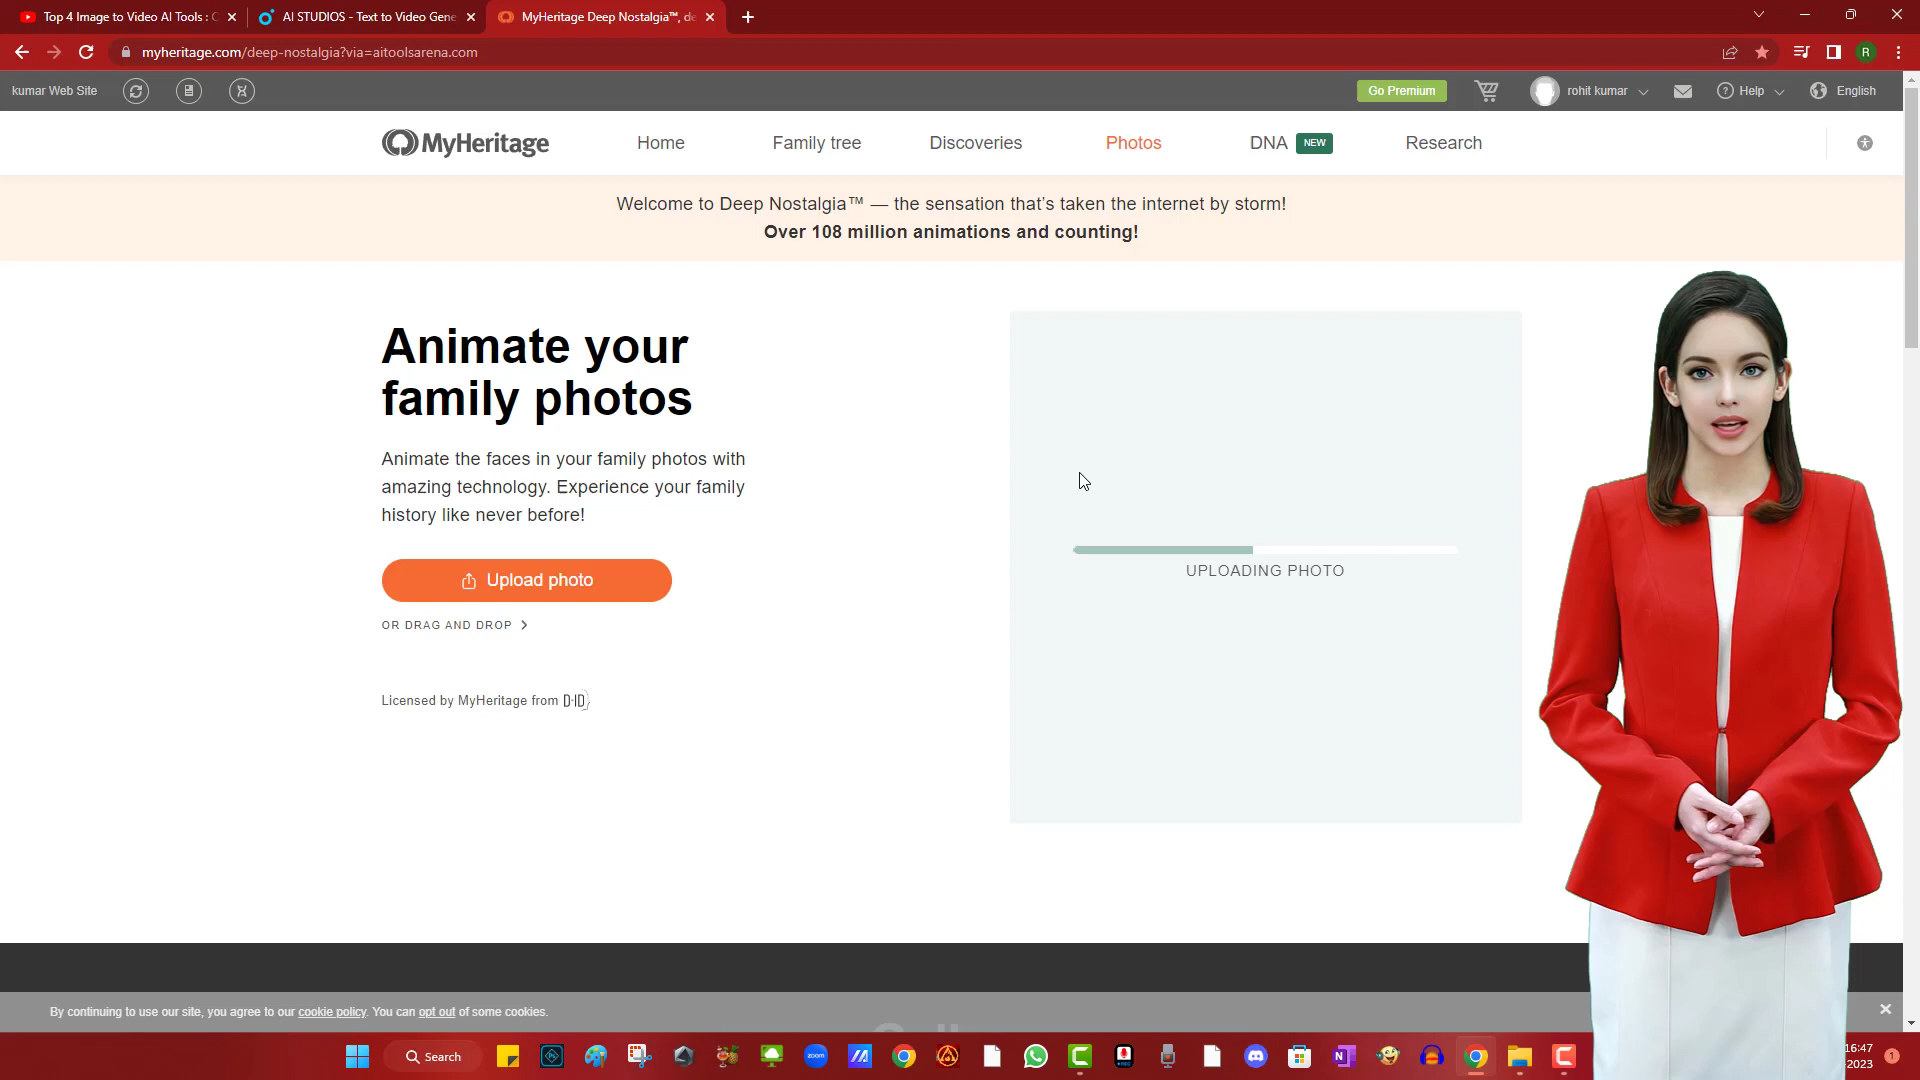 Top 4 Image to Video AI Tools :
AI STUDIOS - Text to Video Gene
MyHeritage Deep Nostalgia™, de
myheritage.com/deep-nostalgia?via=aitoolsarena.com
R
kumar Web Site
Go Premium
rohit kumar
Help
English
MyHeritage
Home
Family tree
Discoveries
Photos
DNA NEW
Research
Welcome to Deep Nostalgia™ — the sensation that's taken the internet by storm!
Over 108 million animations and counting!
Animate your
family photos
Animate the faces in your family photos with
amazing technology. Experience your family
history like never before!
Upload photo
OR DRAG AND DROP
Licensed by MyHeritage from D-ID
UPLOADING PHOTO
By continuing to use our site, you agree to our cookie policy. You can opt out of some cookies.
Search
zoom
16:47
2023
1